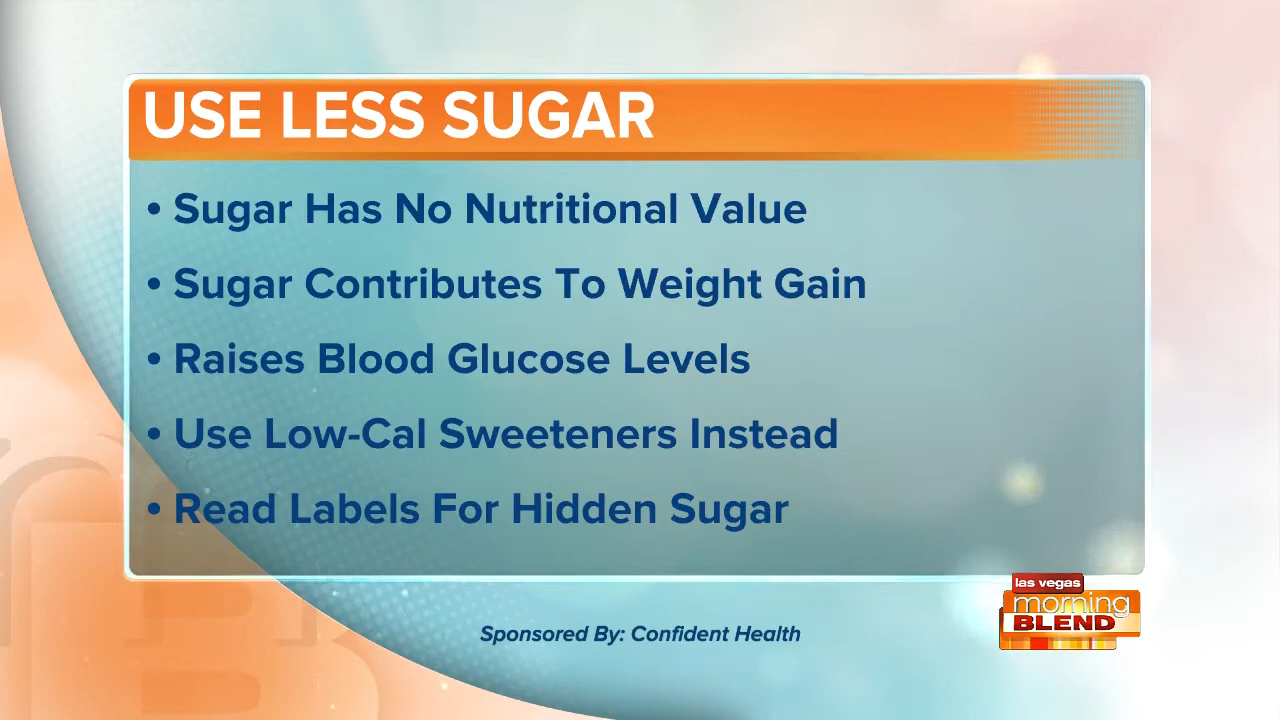 USE LESS SUGAR
• Sugar Has No Nutritional Value
• Sugar Contributes To Weight Gain
• Raises Blood Glucose Levels
• Use Low-Cal Sweeteners Instead
• Read Labels For Hidden Sugar
Sponsored By: Confident Health
las vegas
morning
BLEND